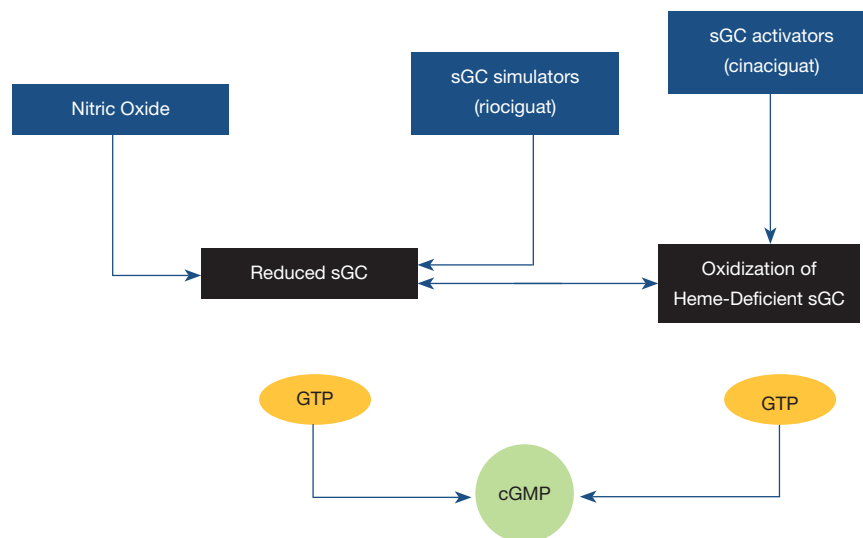 sGC activators
(cinaciguat)
sGC simulators
(riociguat)
Nitric Oxide
Reduced sGC
Oxidization of
Heme-Deficient sGC
GTP
GTP
cGMP